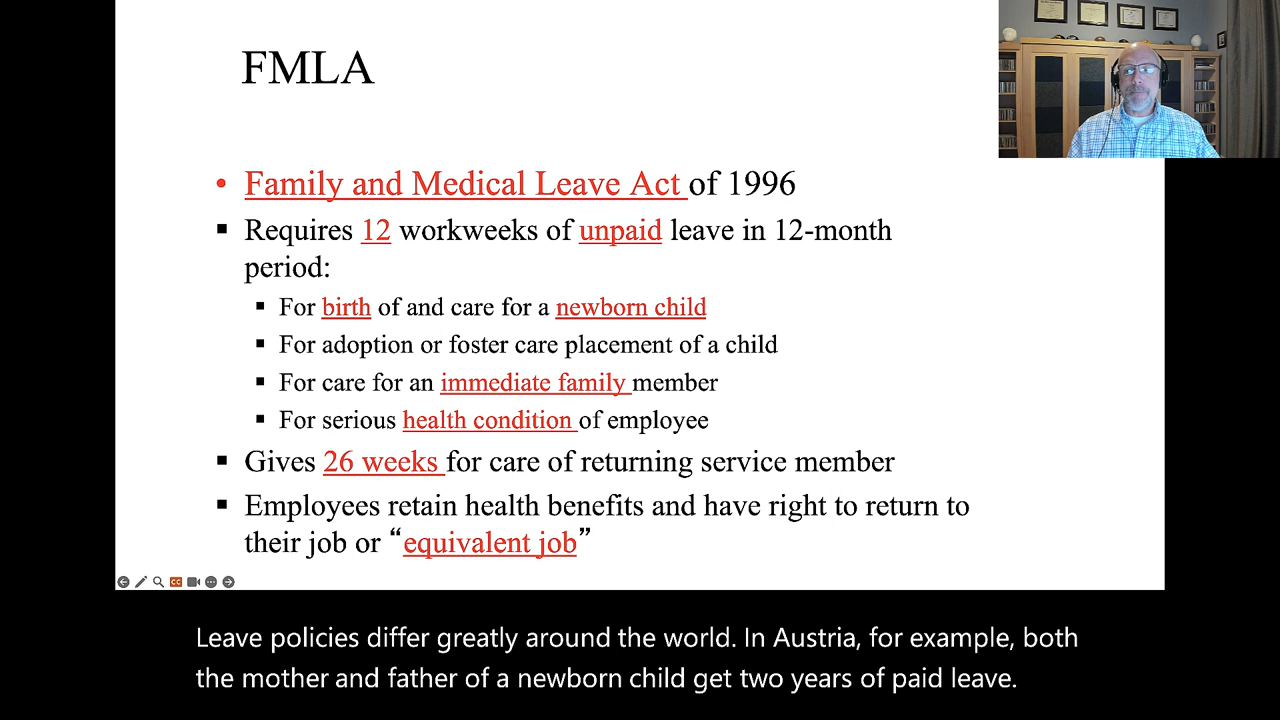 FMLA
• Family and Medical Leave Act of 1996
▪ Requires 12 workweeks of unpaid leave in 12-month
period:
▪ For birth of and care for a newborn child
▪ For adoption or foster care placement of a child
▪ For care for an immediate family member
▪ For serious health condition of employee
▪ Gives 26 weeks for care of returning service member
▪ Employees retain health benefits and have right to return to
their job or “equivalent job”
CC
Leave policies differ greatly around the world. In Austria, for example, both
the mother and father of a newborn child get two years of paid leave.